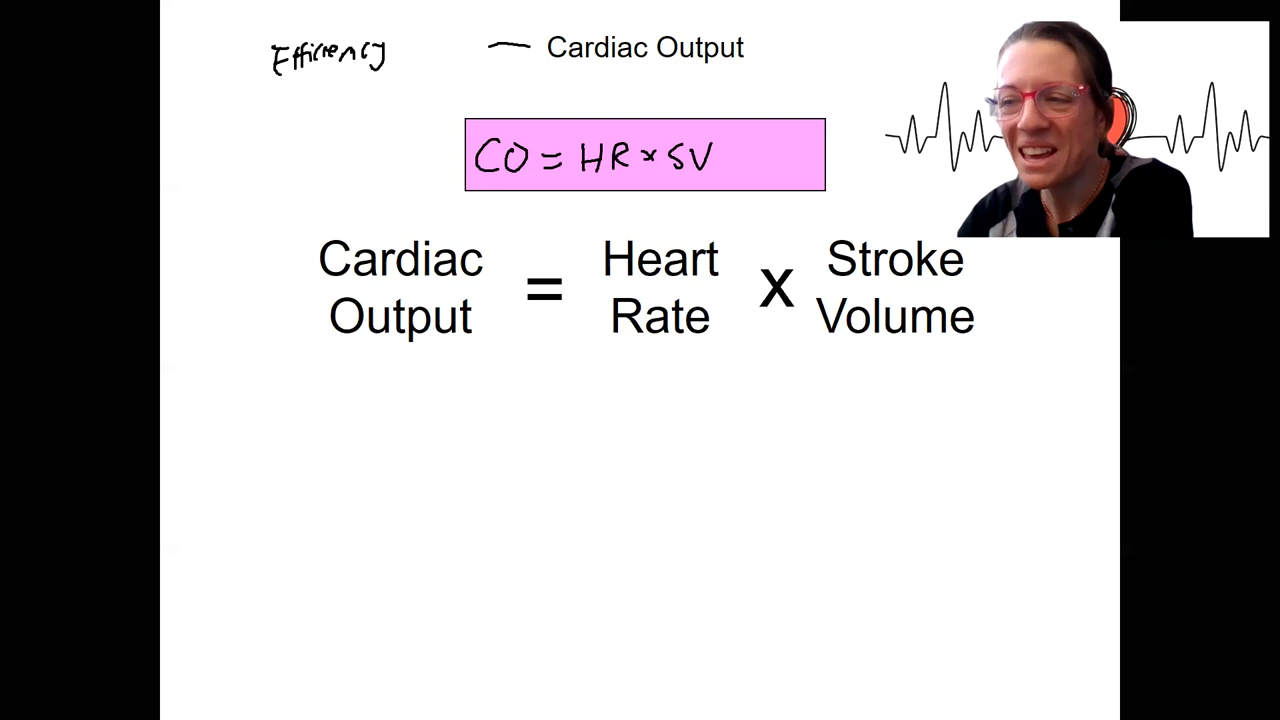 Efficiency — Cardiac Output
CO = HR x SV
Cardiac Output = Heart Rate x Stroke Volume